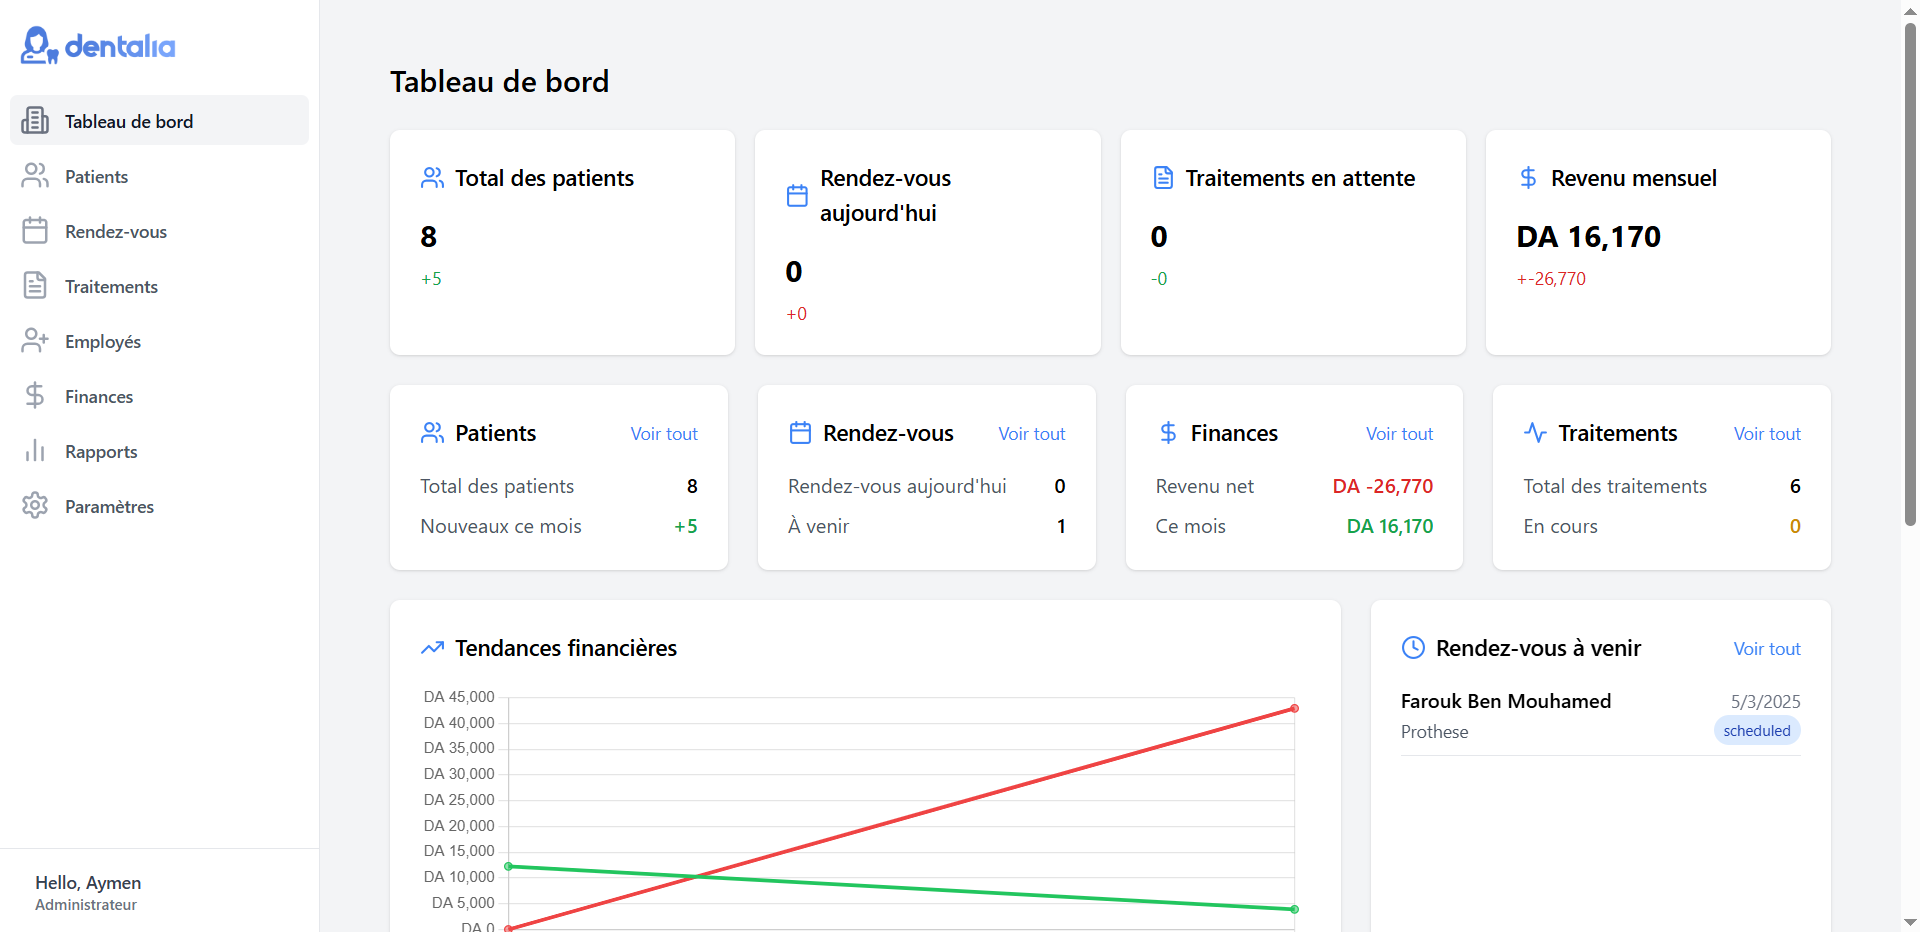 dentalia
Tableau de bord
Patients
Rendez-vous
Traitements
Employés
Finances
Rapports
Paramètres
Hello, Aymen
Administrateur
Tableau de bord
Total des patients
8
+5
Rendez-vous
aujourd'hui
0
+0
Traitements en attente
0
-0
Revenu mensuel
DA 16,170
+-26,770
Patients Voir tout
Total des patients 8
Nouveaux ce mois +5
Rendez-vous Voir tout
Rendez-vous aujourd'hui 0
À venir 1
Finances Voir tout
Revenu net DA -26,770
Ce mois DA 16,170
Traitements Voir tout
Total des traitements 6
En cours 0
Tendances financières
DA 45,000
DA 40,000
DA 35,000
DA 30,000
DA 25,000
DA 20,000
DA 15,000
DA 10,000
DA 5,000
DA 0
Rendez-vous à venir Voir tout
Farouk Ben Mouhamed 5/3/2025
Prothese scheduled